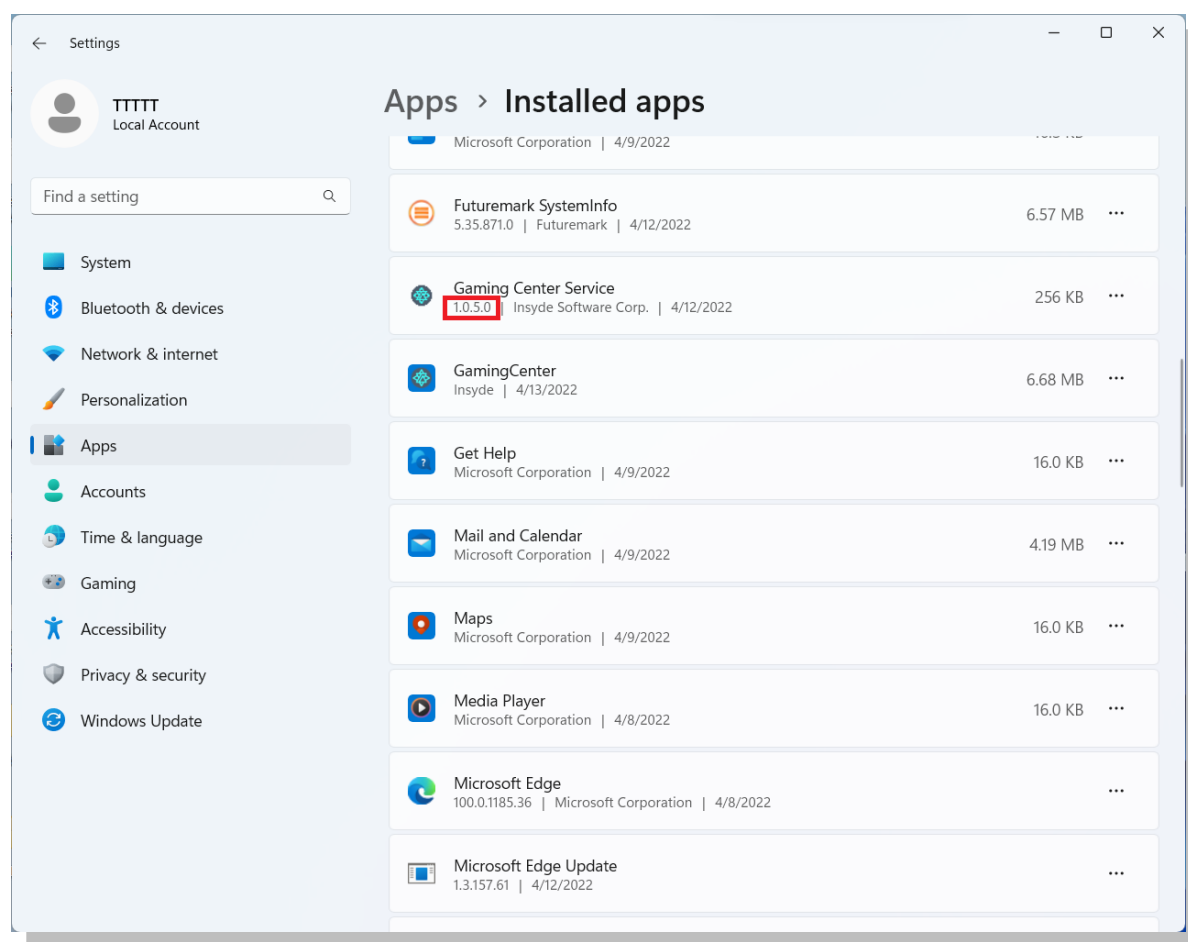 Settings
TTTTT
Local Account
Find a setting
System
Bluetooth & devices
Network & internet
Personalization
Apps
Accounts
Time & language
Gaming
Accessibility
Privacy & security
Windows Update
Apps > Installed apps
Microsoft Corporation | 4/9/2022
Futuremark SystemInfo
5.35.871.0 | Futuremark | 4/12/2022
6.57 MB
Gaming Center Service
1.0.5.0 | Insyde Software Corp. | 4/12/2022
256 KB
GamingCenter
Insyde | 4/13/2022
6.68 MB
Get Help
Microsoft Corporation | 4/9/2022
16.0 KB
Mail and Calendar
Microsoft Corporation | 4/9/2022
4.19 MB
Maps
Microsoft Corporation | 4/9/2022
16.0 KB
Media Player
Microsoft Corporation | 4/8/2022
16.0 KB
Microsoft Edge
100.0.1185.36 | Microsoft Corporation | 4/8/2022
Microsoft Edge Update
1.3.157.61 | 4/12/2022